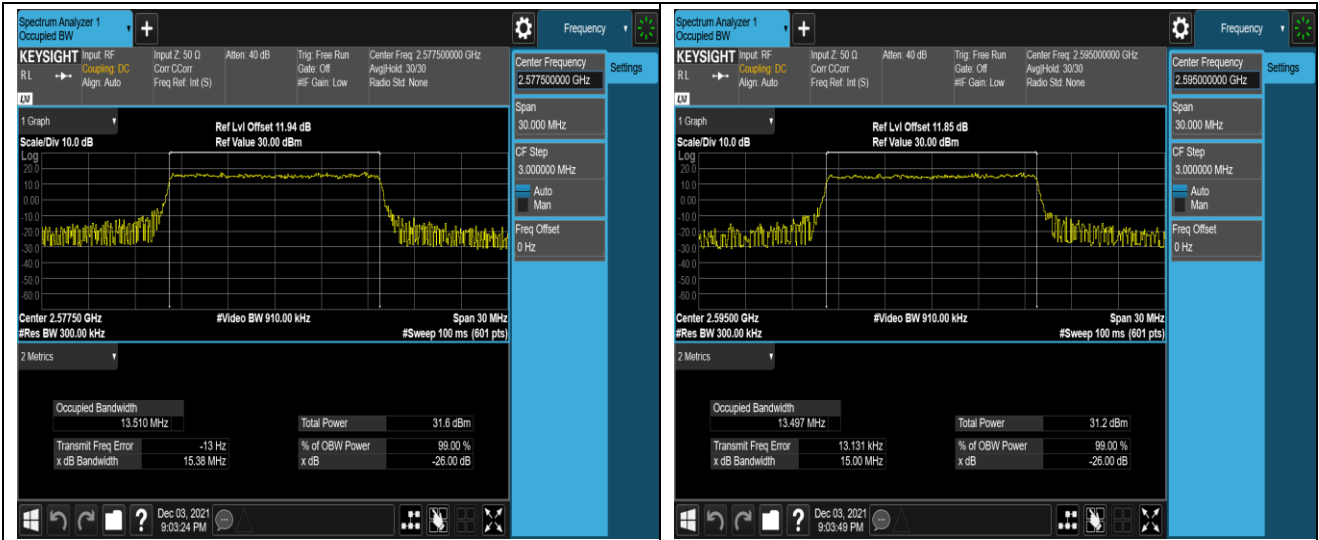 Spectrum Analyzer 1
Occupied BW
+
Frequency
KEYSIGHT
RL
LXI
Input: RF
Coupling: DC
Align: Auto
Input Z: 50 Ω
Corr CCorr
Freq Ref: Int (S)
Atten: 40 dB
Trig: Free Run
Gate: Off
#IF Gain: Low
Center Freq: 2.577500000 GHz
Avg|Hold: 30/30
Radio Std: None
Center Frequency
2.577500000 GHz
Settings
Span
30.000 MHz
CF Step
3.000000 MHz
Auto
Man
Freq Offset
0 Hz
1 Graph
Ref Lvl Offset 11.94 dB
Scale/Div 10.0 dB
Ref Value 30.00 dBm
Log
20.0
10.0
0.00
-10.0
-20.0
-30.0
-40.0
-50.0
-60.0
Center 2.57750 GHz
#Video BW 910.00 kHz
Span 30 MHz
#Res BW 300.00 kHz
#Sweep 100 ms (601 pts)
2 Metrics
Occupied Bandwidth
13.510 MHz
Total Power 31.6 dBm
Transmit Freq Error -13 Hz
% of OBW Power 99.00 %
x dB Bandwidth 15.38 MHz
x dB -26.00 dB
?
Dec 03, 2021
9:03:24 PM
Spectrum Analyzer 1
Occupied BW
+
Frequency
KEYSIGHT
RL
LXI
Input: RF
Coupling: DC
Align: Auto
Input Z: 50 Ω
Corr CCorr
Freq Ref: Int (S)
Atten: 40 dB
Trig: Free Run
Gate: Off
#IF Gain: Low
Center Freq: 2.595000000 GHz
Avg|Hold: 30/30
Radio Std: None
Center Frequency
2.595000000 GHz
Settings
Span
30.000 MHz
CF Step
3.000000 MHz
Auto
Man
Freq Offset
0 Hz
1 Graph
Ref Lvl Offset 11.85 dB
Scale/Div 10.0 dB
Ref Value 30.00 dBm
Log
20.0
10.0
0.00
-10.0
-20.0
-30.0
-40.0
-50.0
-60.0
Center 2.59500 GHz
#Video BW 910.00 kHz
Span 30 MHz
#Res BW 300.00 kHz
#Sweep 100 ms (601 pts)
2 Metrics
Occupied Bandwidth
13.497 MHz
Total Power 31.2 dBm
Transmit Freq Error 13.131 kHz
% of OBW Power 99.00 %
x dB Bandwidth 15.00 MHz
x dB -26.00 dB
?
Dec 03, 2021
9:03:49 PM